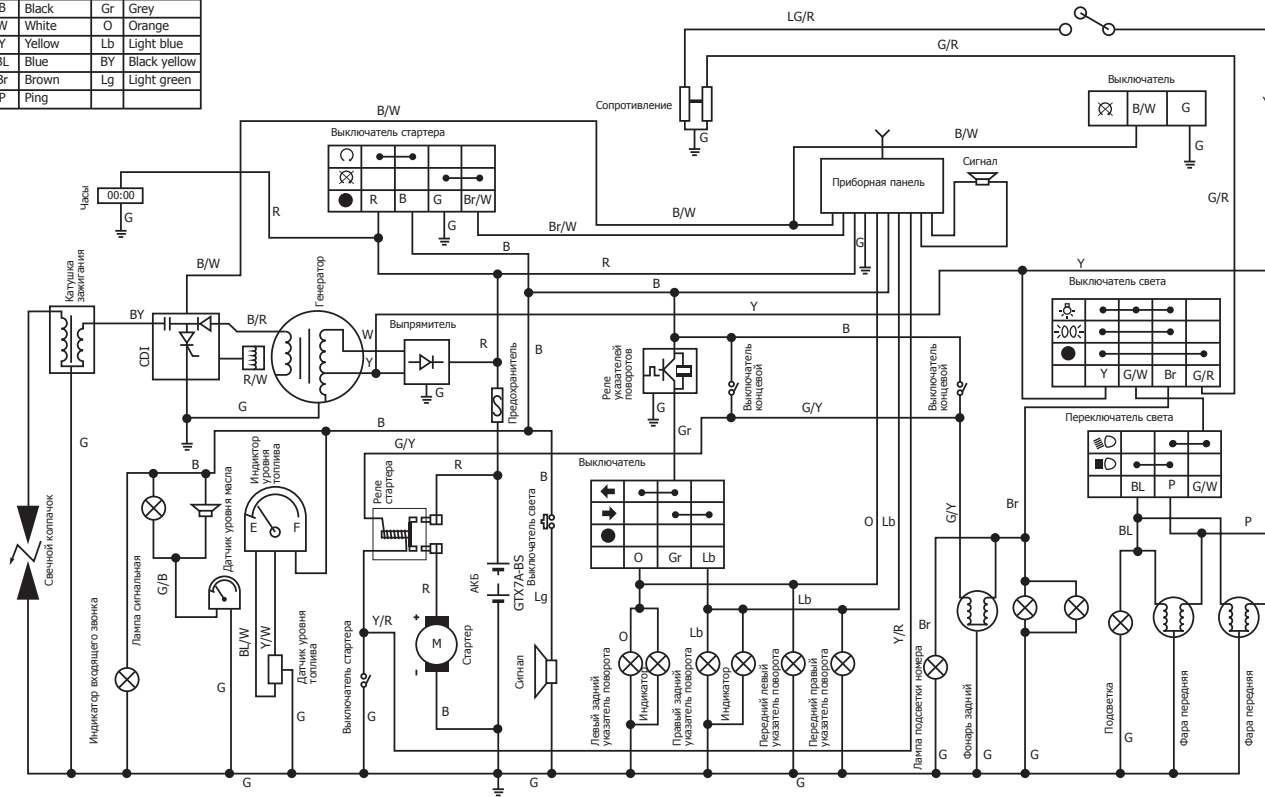 B Black Gr Grey
W White O Orange
Y Yellow Lb Light blue
BL Blue BY Black yellow
Br Brown Lg Light green
P Ping
LG/R
G/R
Выключатель
B/W G
Y
Сопротивление
B/W
Выключатель стартера
G
B/W
G
Сигнал
Приборная панель
Часы
00:00
G
R B G Br/W
R
G
B/W
Br/W
G
G/R
B
R
Y
Катушка
зажигания
B/W
Генератор
B
Выключатель света
Y
BY
B/R
W
Выпрямитель
B
CDI
R/W
Y
R
B
Предохранитель
Реле
указателей
поворотов
Выключатель
концевой
Выключатель
концевой
Y G/W Br G/R
G
G
G
G/Y
Переключатель света
B
G
G/Y
Gr
BL P G/W
B
R
Выключатель
B
Индиктор
уровня
топлива
E F
Датчик уровня масла
Реле
стартера
Свечной колпачок
Лампа сигнальная
G/B
O Gr Lb
O Lb
G/Y
Br
BL
P
АКБ
GTX7A-BS
Выключатель света
R
Lg
Lb
BL/W
Y/W
Датчик уровня
топлива
Y/R
M
+
-
Стартер
Сигнал
O
Lb
Y/R
Br
Индикатор входящего звонка
G
G
Выключатель стартера
G
B
Левый задний
указатель поворота
Индикатор
Правый задний
указатель поворота
Индикатор
Передний левый
указатель поворота
Передний правый
указатель поворота
Лампа подсветки номера
G
Фонарь задний
G
G
Подсветка
G
Фара передняя
Фара передняя
G
G
G